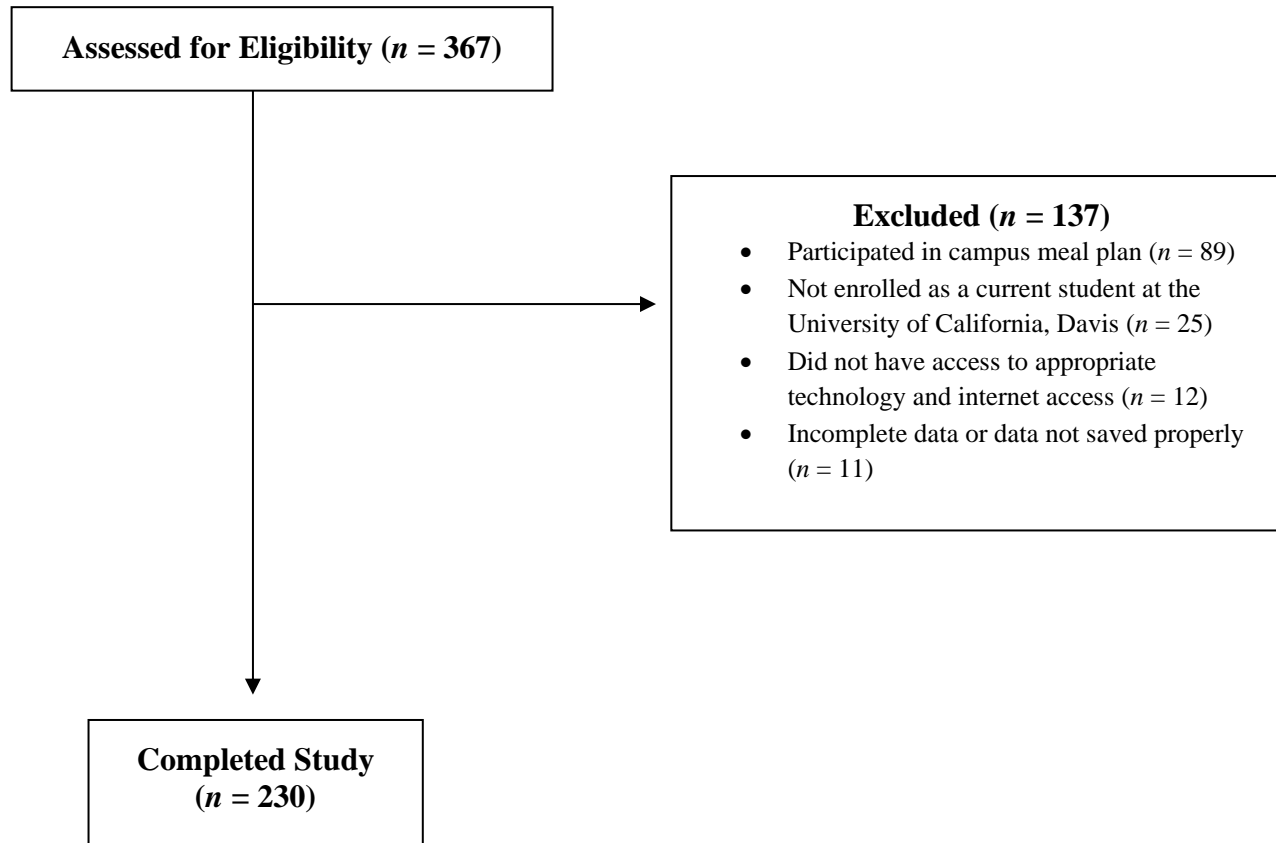 Assessed for Eligibility (n = 367)
Excluded (n = 137)
• Participated in campus meal plan (n = 89)
• Not enrolled as a current student at the
University of California, Davis (n = 25)
• Did not have access to appropriate
technology and internet access (n = 12)
• Incomplete data or data not saved properly
(n = 11)
Completed Study
(n = 230)